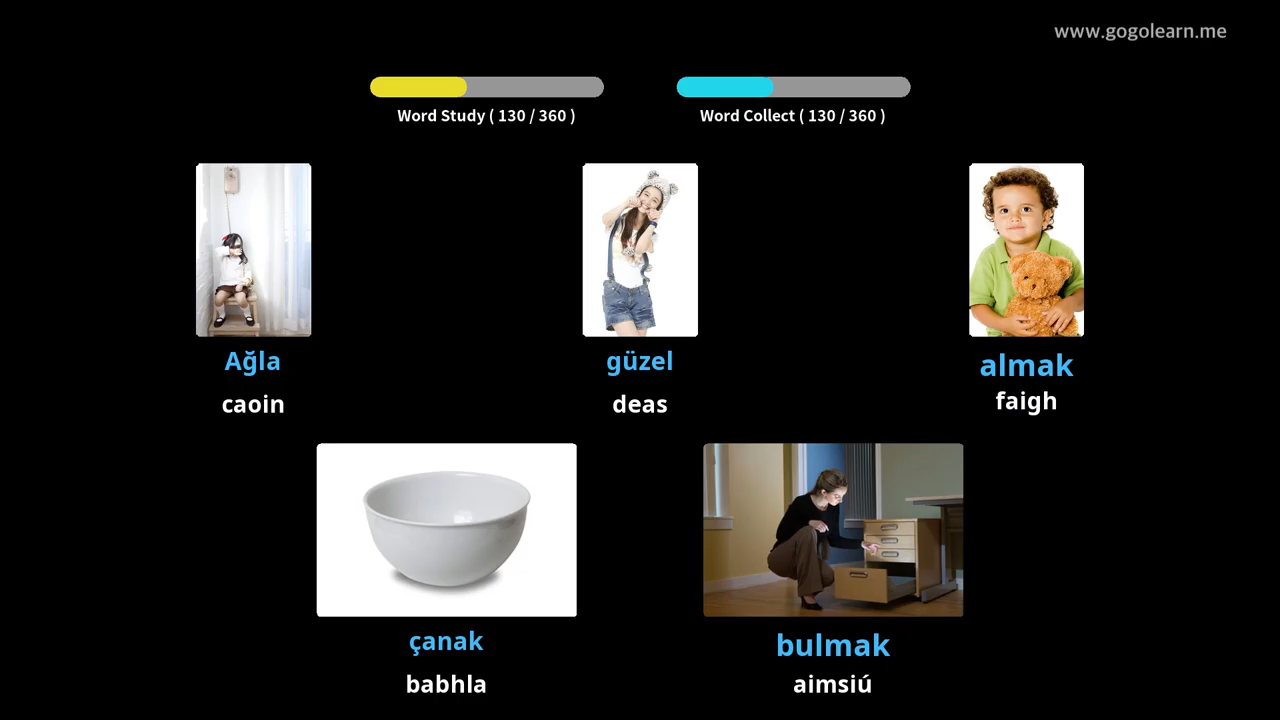 www.gogolearn.me
Word Study ( 130 / 360 )
Word Collect ( 130 / 360 )
Ağla
güzel
almak
caoin
deas
faigh
çanak
bulmak
babhla
aimsiú